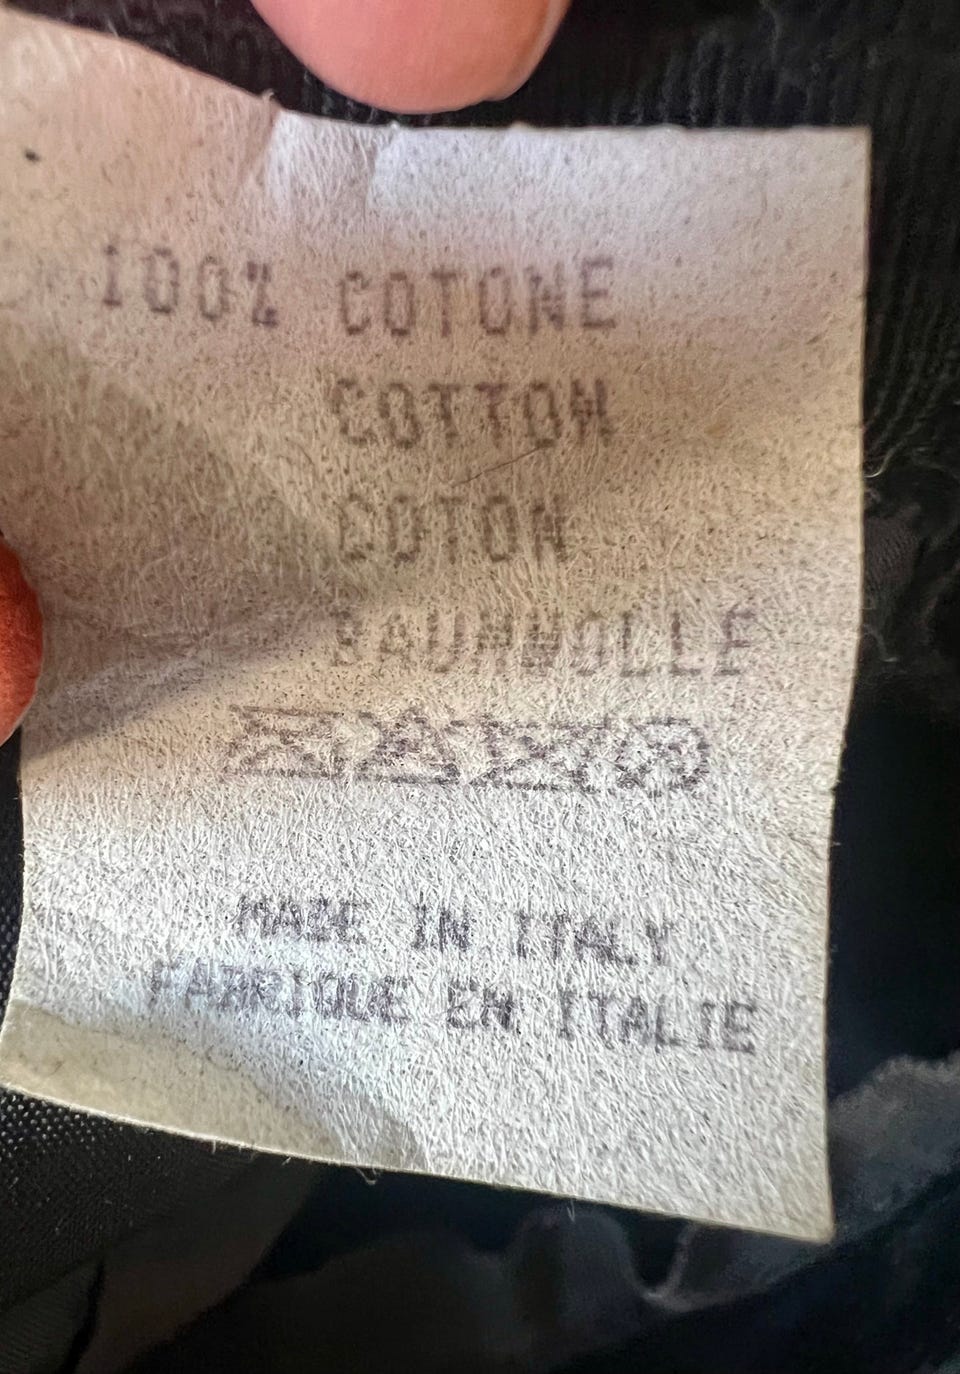 100% COTONE
COTTON
COTON
BAUMWOLLE
MADE IN ITALY
FABRIQUE EN ITALIE